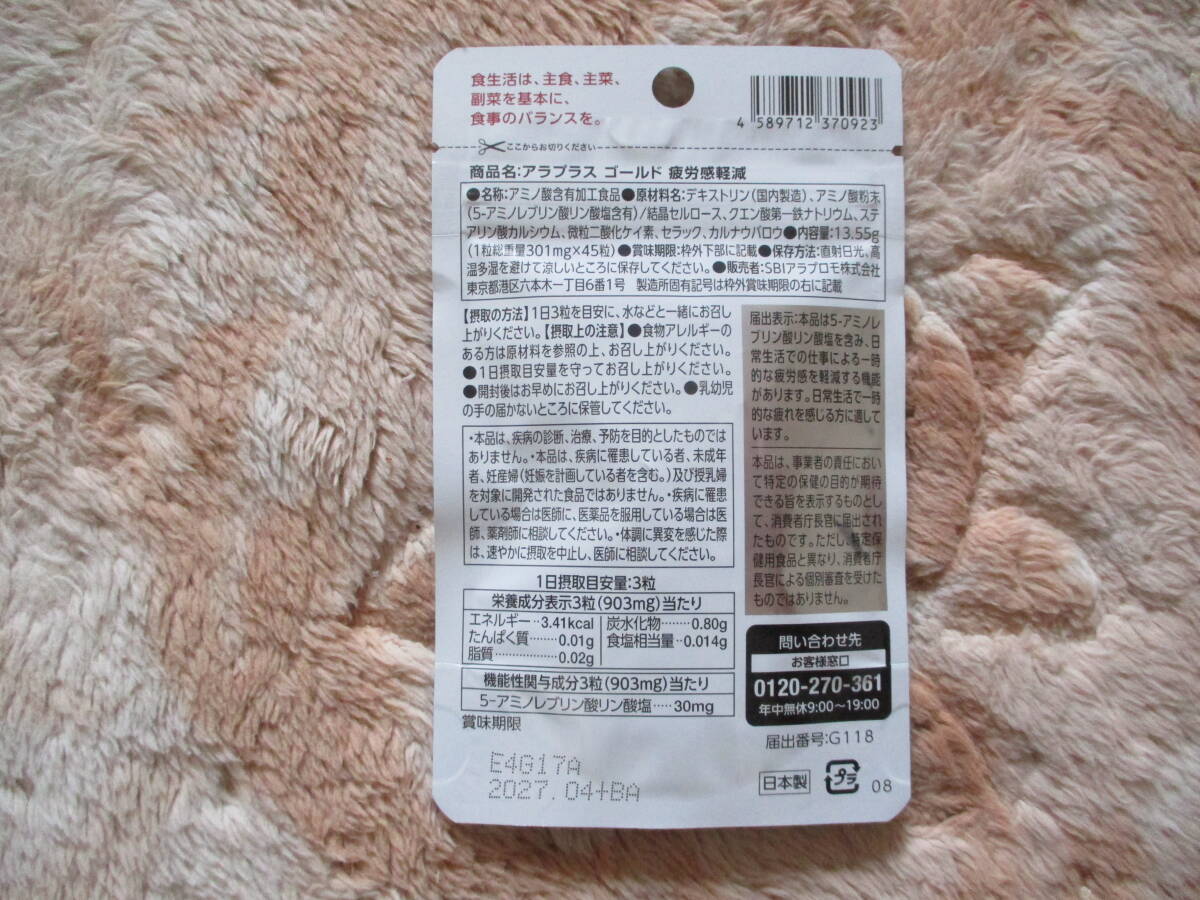 食生活は、主食、主菜、
副菜を基本に、
食事のバランスを。
4 589712 370923
ここからお切りください
商品名:アラプラス ゴールド 疲労感軽減
●名称:アミノ酸含有加工食品●原材料名:デキストリン(国内製造)、アミノ酸粉末
(5-アミノレブリン酸リン酸塩含有)/結晶セルロース、クエン酸第一鉄ナトリウム、ステ
アリン酸カルシウム、微粒二酸化ケイ素、セラック、カルナウバロウ●内容量:13.55g
(1粒総重量301mg×45粒)●賞味期限:枠外下部に記載●保存方法:直射日光、高
温多湿を避けて涼しいところに保存してください。●販売者:SBIアラプロモ株式会社
東京都港区六本木一丁目6番1号 製造所固有記号は枠外賞味期限の右に記載
【摂取の方法】1日3粒を目安に、水などと一緒にお召し
上がりください。【摂取上の注意】●食物アレルギーの
ある方は原材料を参照の上、お召し上がりください。
●1日摂取目安量を守ってお召し上がりください。
●開封後はお早めにお召し上がりください。●乳幼児
の手の届かないところに保管してください。
・本品は、疾病の診断、治療、予防を目的としたものでは
ありません。・本品は、疾病に罹患している者、未成年
者、妊産婦(妊娠を計画している者を含む。)及び授乳婦
を対象に開発された食品ではありません。・疾病に罹患
している場合は医師に、医薬品を服用している場合は医
師、薬剤師に相談してください。・体調に異変を感じた際
は、速やかに摂取を中止し、医師に相談してください。
1日摂取目安量:3粒
栄養成分表示3粒(903mg)当たり
エネルギー‥3.41kcal
たんぱく質……0.01g
脂質…………0.02g
炭水化物……0.80g
食塩相当量‥0.014g
機能性関与成分3粒(903mg)当たり
5-アミノレブリン酸リン酸塩‥‥30mg
賞味期限
E4G17A
2027.04+BA
届出表示:本品は5-アミノレ
ブリン酸リン酸塩を含み、日
常生活での仕事による一時
的な疲労感を軽減する機能
があります。日常生活で一時
的な疲れを感じる方に適して
います。
本品は、事業者の責任におい
て特定の保健の目的が期待
できる旨を表示するものとし
て、消費者庁長官に届出され
たものです。ただし、特定保
健用食品と異なり、消費者庁
長官による個別審査を受けた
ものではありません。
問い合わせ先
お客様窓口
0120-270-361
年中無休9:00~19:00
届出番号:G118
日本製
プラ
08